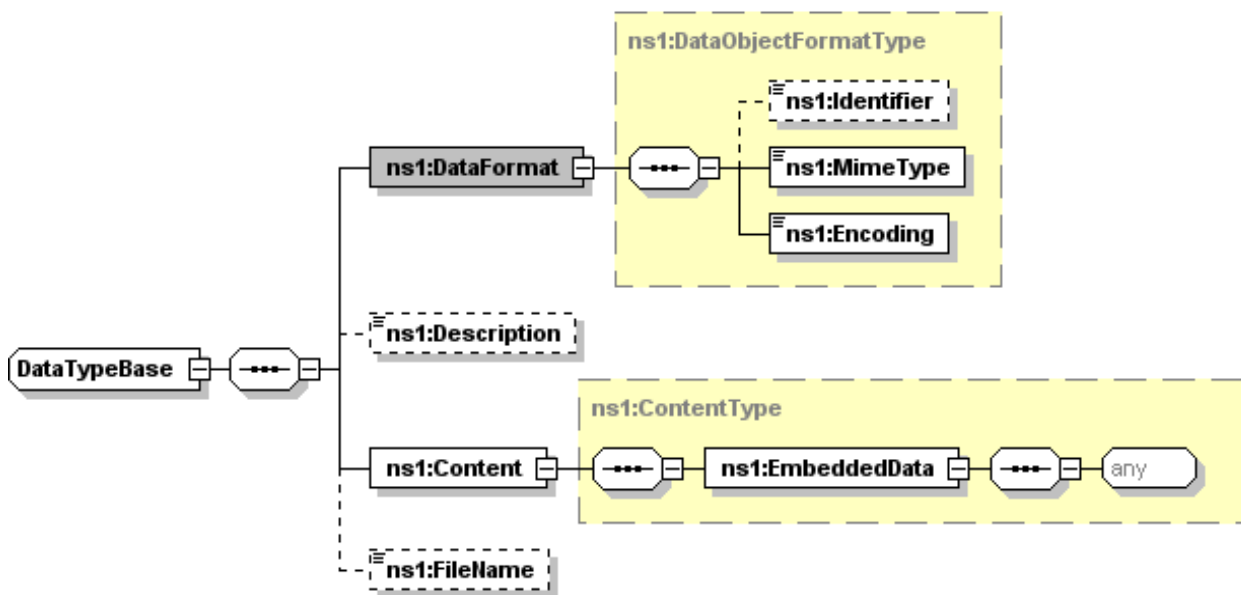 ns1:DataObjectFormatType
ns1:Identifier
ns1:DataFormat
ns1:MimeType
ns1:Encoding
ns1:Description
DataTypeBase
ns1:ContentType
ns1:Content
ns1:EmbeddedData
any
ns1:FileName